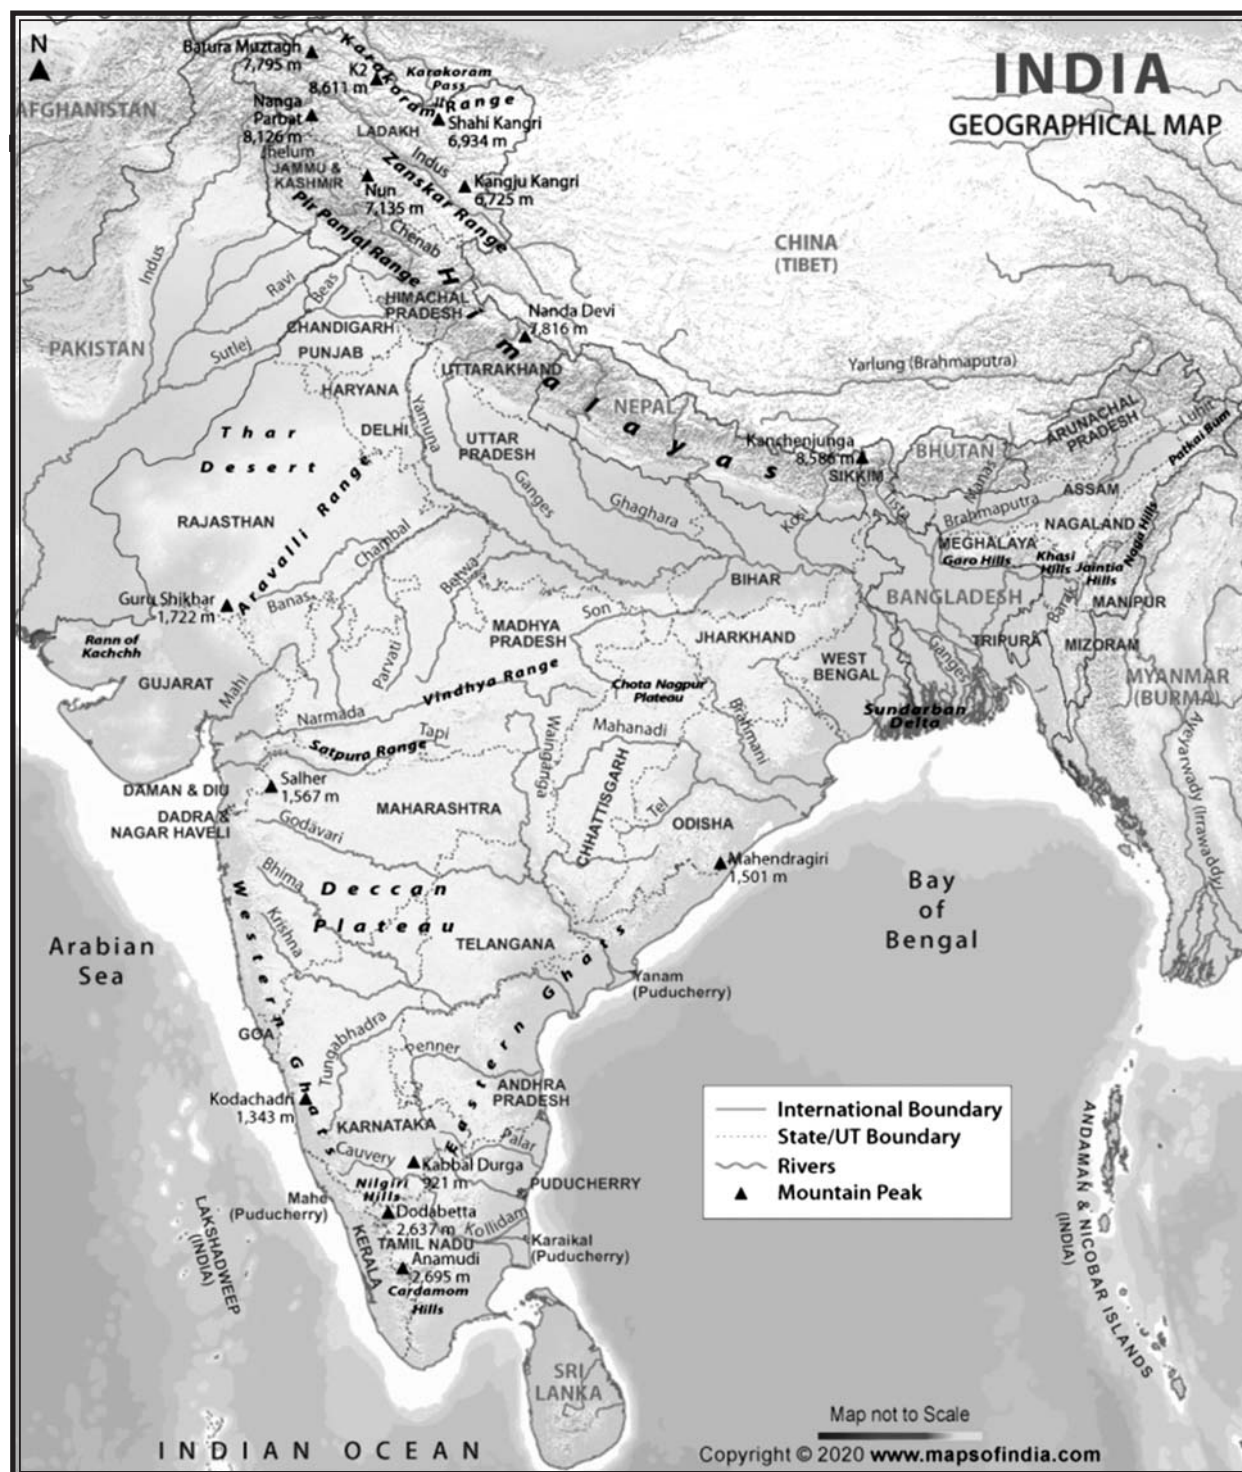 N
INDIA
GEOGRAPHICAL MAP
Batura Muztagh
7,795 m
K2
8,611 m
Karakoram Range
Karakoram
Pass
Nanga
Parbat
8,126 m
Shahi Kangri
6,934 m
AFGHANISTAN
LADAKH
Jhelum
JAMMU &
KASHMIR
Indus
Nun
7,135 m
Kangju Kangri
6,725 m
Zanskar Range
Pir Panjal Range
Chenab
CHINA
(TIBET)
Indus
Ravi
Beas
Himalayas
HIMACHAL
PRADESH
Nanda Devi
7,816 m
CHANDIGARH
PAKISTAN
Sutlej
PUNJAB
UTTARAKHAND
Yarlung (Brahmaputra)
HARYANA
NEPAL
Thar
Desert
DELHI
Yamuna
UTTAR
PRADESH
Kanchenjunga
8,586 m
SIKKIM
BHUTAN
ARUNACHAL
PRADESH
Luhit
Patkai Bum
Manas
ASSAM
RAJASTHAN
Aravalli Range
Ganges
Ghaghara
Kosi
Tista
Brahmaputra
NAGALAND
Naga Hills
Chambal
MEGHALAYA
Garo Hills
Khasi
Hills
Jaintia
Hills
Betwa
BIHAR
Guru Shikhar
1,722 m
Banas
Son
BANGLADESH
Barak
MANIPUR
Rann of
Kachchh
MADHYA
PRADESH
JHARKHAND
TRIPURA
MIZORAM
Parvati
WEST
BENGAL
Ganges
GUJARAT
Mahi
Vindhya Range
Chota Nagpur
Plateau
MYANMAR
(BURMA)
Narmada
Brahmani
Sundarban
Delta
Satpura Range
Tapi
Wainganga
Mahanadi
Ayeyarwady (Irrawaddy)
Salher
1,567 m
DAMAN & DIU
DADRA &
NAGAR HAVELI
MAHARASHTRA
CHHATTISGARH
Tel
ODISHA
Godavari
Mahendragiri
1,501 m
Bhima
Deccan
Plateau
Bay
of
Bengal
Western Ghats
Krishna
TELANGANA
Eastern Ghats
Arabian
Sea
Yanam
(Puducherry)
GOA
Tungabhadra
Penner
ANDHRA
PRADESH
Kodachadri
1,343 m
KARNATAKA
Palar
International Boundary
State/UT Boundary
Rivers
Mountain Peak
Cauvery
Kabbal Durga
921 m
Nilgiri
Hills
PUDUCHERRY
Mahe
(Puducherry)
Dodabetta
2,637 m
Kollidam
LAKSHADWEEP
(INDIA)
KERALA
TAMIL NADU
Karaikal
(Puducherry)
Anamudi
2,695 m
Cardamom
Hills
ANDAMAN & NICOBAR ISLANDS
(INDIA)
SRI
LANKA
Map not to Scale
INDIAN OCEAN
Copyright © 2020 www.mapsofindia.com